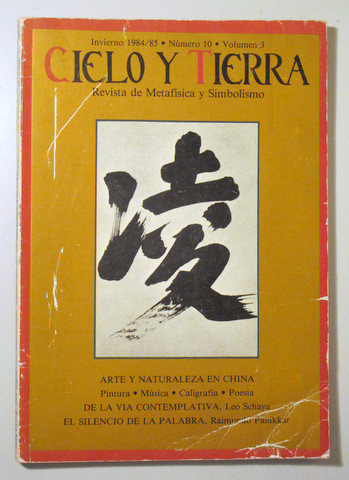 Invierno 1984/85 • Número 10 • Volumen 3
CIELO Y TIERRA
Revista de Metafísica y Simbolismo
ARTE Y NATURALEZA EN CHINA
Pintura • Música • Caligrafía • Poesía
DE LA VIA CONTEMPLATIVA, Leo Schaya
EL SILENCIO DE LA PALABRA, Raimundo Panikkar